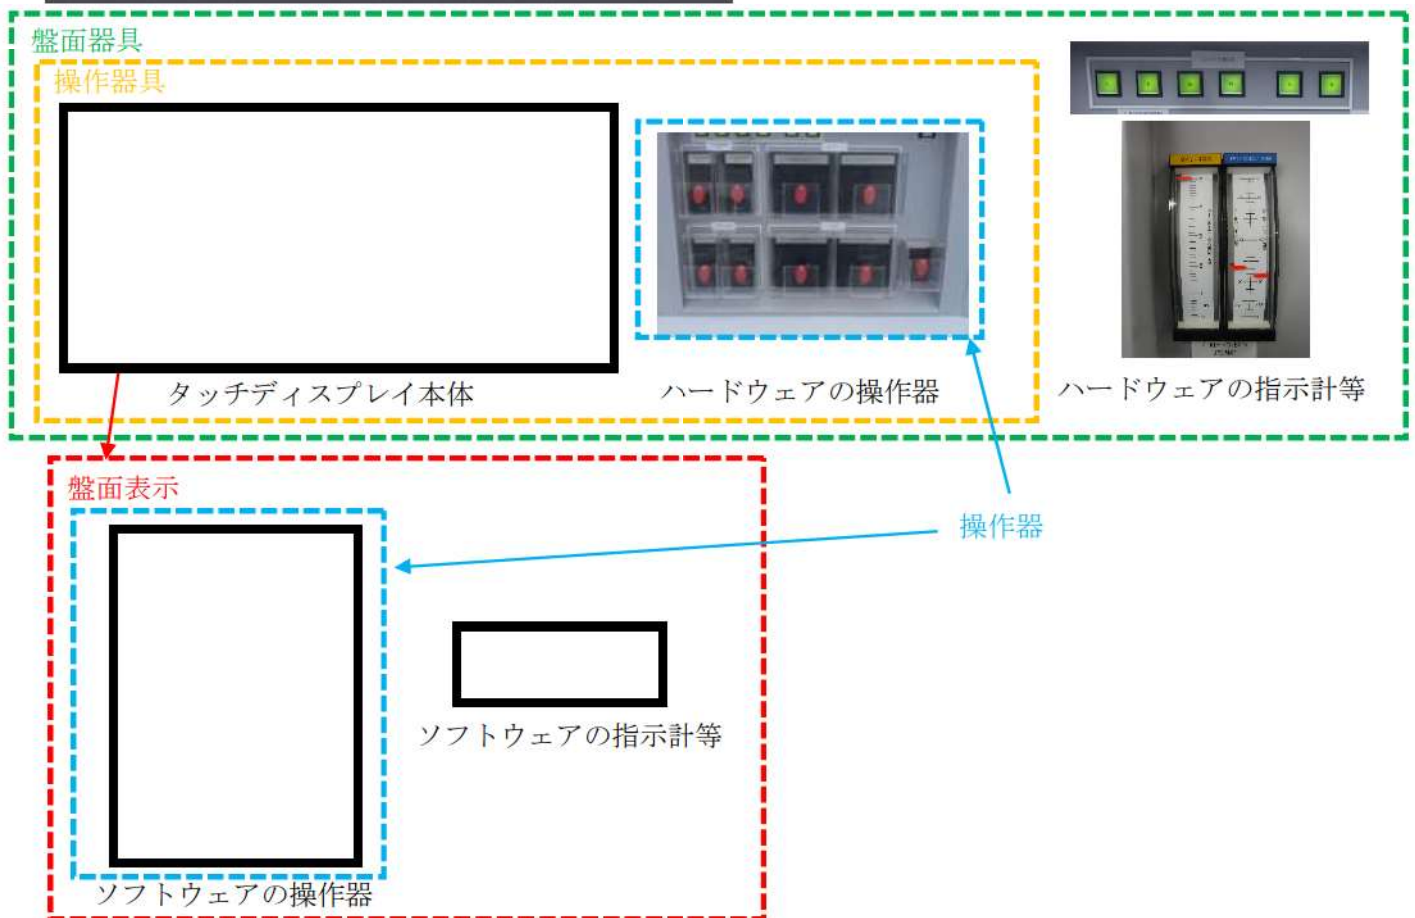 盤面器具
操作器具
タッチディスプレイ本体
ハードウェアの操作器
ハードウェアの指示計等
盤面表示
操作器
ソフトウェアの指示計等
ソフトウェアの操作器